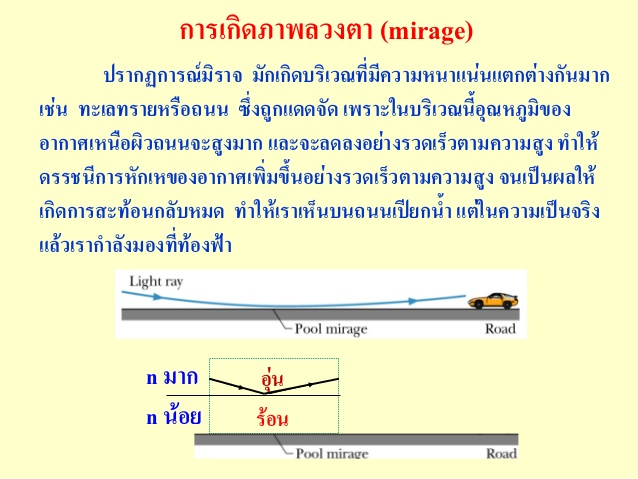 การเกิดภาพลวงตา (mirage)
ปรากฏการณ์มิราจ มักเกิดบริเวณที่มีความหนาแน่นแตกต่างกันมาก
เช่น ทะเลทรายหรือถนน ซึ่งถูกแดดจัด เพราะในบริเวณนี้อุณหภูมิของ
อากาศเหนือผิวถนนจะสูงมาก และจะลดลงอย่างรวดเร็วตามความสูง ทำให้
ดรรชนีการหักเหของอากาศเพิ่มขึ้นอย่างรวดเร็วตามความสูง จนเป็นผลให้
เกิดการสะท้อนกลับหมด ทำให้เราเห็นบนถนนเปียกน้ำ แต่ในความเป็นจริง
แล้วเรากำลังมองที่ท้องฟ้า
Light ray
Pool mirage Road
n มาก อุ่น
n น้อย ร้อน
Pool mirage Road